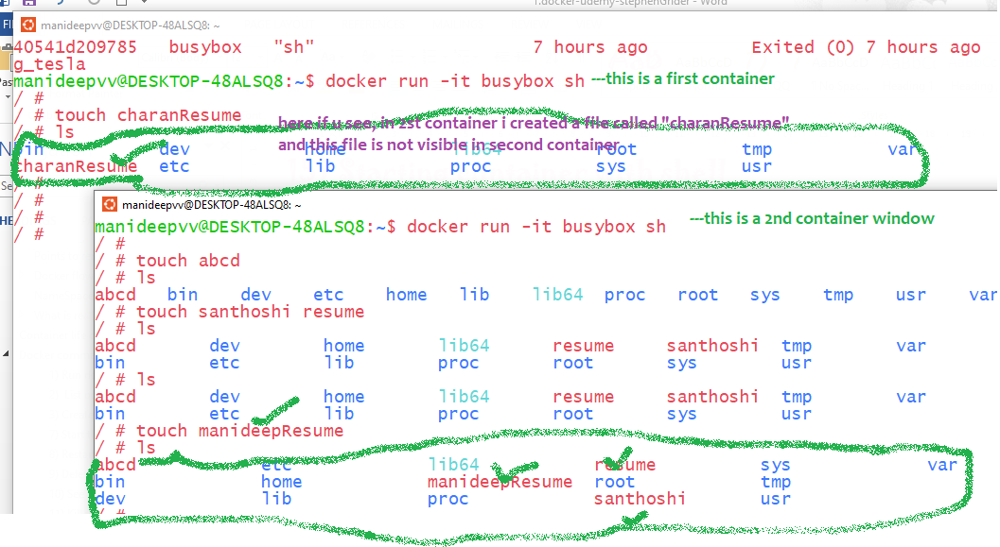 1.docker-udemy-stephenGrider - Word
manideepvv@DESKTOP-48ALSQ8: ~
40541d209785 busybox "sh" 7 hours ago Exited (0) 7 hours ago
g_tesla
manideepvv@DESKTOP-48ALSQ8:~$ docker run -it busybox sh ---this is a first container
/ #
/ # touch charanResume
/ # ls
here if u see, in 1st container i created a file called "charanResume"
and this file is not visible in second container
bin dev home lib64 root tmp var
charanResume etc lib proc sys usr
/ #
/ #
/ #
/ #
manideepvv@DESKTOP-48ALSQ8: ~
manideepvv@DESKTOP-48ALSQ8:~$ docker run -it busybox sh ---this is a 2nd container window
/ #
/ # touch abcd
/ # ls
abcd bin dev etc home lib lib64 proc root sys tmp usr var
/ # touch santhoshi resume
/ # ls
abcd dev home lib64 resume santhoshi tmp var
bin etc lib proc root sys usr
/ # ls
abcd dev home lib64 resume santhoshi tmp var
bin etc lib proc root sys usr
/ # touch manideepResume
/ # ls
abcd etc lib64 resume sys var
bin home manideepResume root tmp
dev lib proc santhoshi usr
/ #